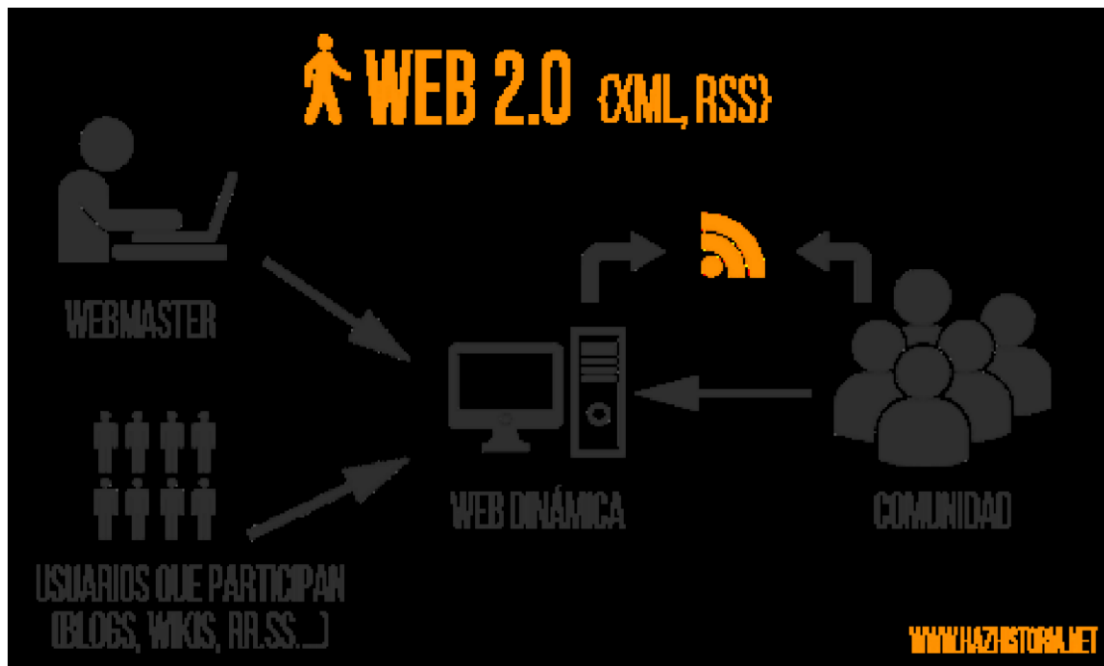 WEB 2.0 {XML, RSS}
WEBMASTER
WEB DINÁMICA
COMUNIDAD
USUARIOS QUE PARTICIPAN
(BLOGS, WIKIS, RR.SS...)
WWW.HAZHISTORIA.NET